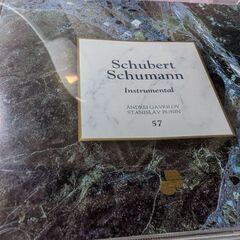 Schubert
Schumann
Instrumental
ANDREI GAVRILOV
STANISLAV BUNIN
57